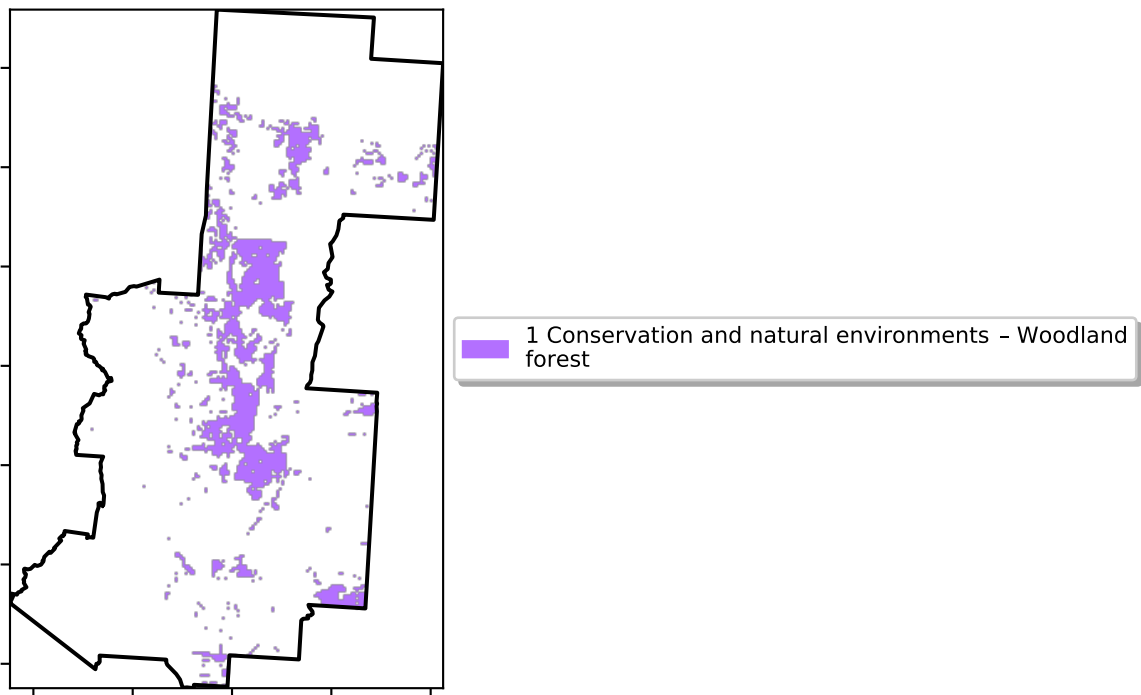 1 Conservation and natural environments – Woodland
forest